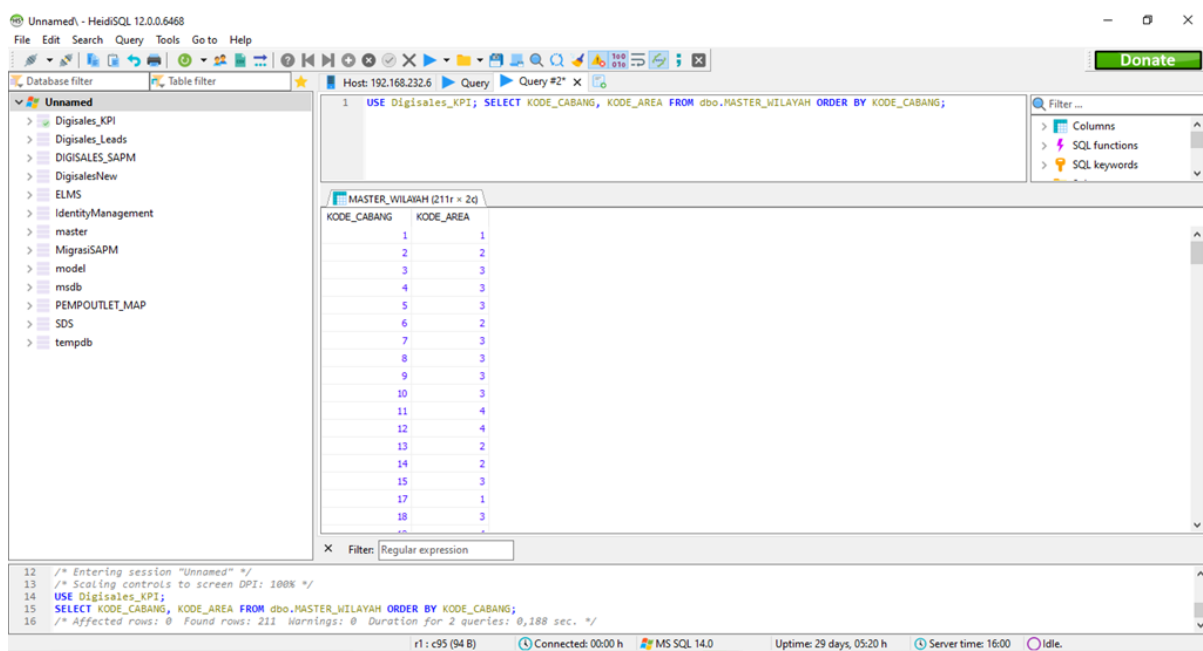 Unnamed\ - HeidiSQL 12.0.0.6468
File Edit Search Query Tools Go to Help
Donate
Database filter
Table filter
Host: 192.168.232.6
Query
Query #2*
Unnamed
Digisales_KPI
Digisales_Leads
DIGISALES_SAPM
DigisalesNew
ELMS
IdentityManagement
master
MigrasiSAPM
model
msdb
PEMPOUTLET_MAP
SDS
tempdb
1 USE Digisales_KPI; SELECT KODE_CABANG, KODE_AREA FROM dbo.MASTER_WILAYAH ORDER BY KODE_CABANG;
Filter ...
Columns
SQL functions
SQL keywords
MASTER_WILAYAH (211r × 2c)
KODE_CABANG KODE_AREA
1 1
2 2
3 3
4 3
5 3
6 2
7 3
8 3
9 3
10 3
11 4
12 4
13 2
14 2
15 3
17 1
18 3
Filter: Regular expression
12 /* Entering session "Unnamed" */
13 /* Scaling controls to screen DPI: 100% */
14 USE Digisales_KPI;
15 SELECT KODE_CABANG, KODE_AREA FROM dbo.MASTER_WILAYAH ORDER BY KODE_CABANG;
16 /* Affected rows: 0 Found rows: 211 Warnings: 0 Duration for 2 queries: 0,188 sec. */
r1 : c95 (94 B) Connected: 00:00 h MS SQL 14.0 Uptime: 29 days, 05:20 h Server time: 16:00 Idle.